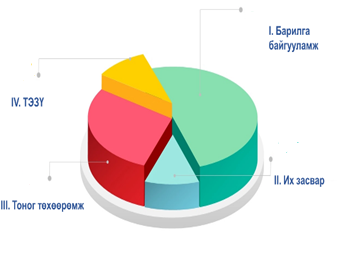 I. Барилга
байгууламж
IV. ТЭЗҮ
II. Их засвар
III. Тоног төхөөрөмж